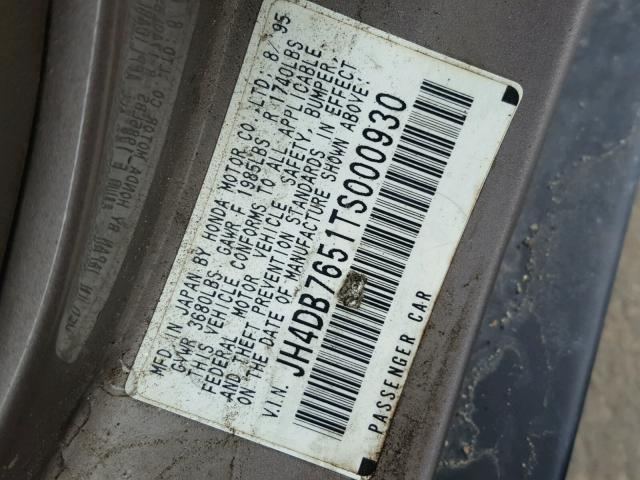 MFD. IN JAPAN BY HONDA MOTOR CO., LTD. 8/95
GVWR 3680LBS. GAWR F 1985LBS R 1740LBS
THIS VEHICLE CONFORMS TO ALL APPLICABLE
FEDERAL MOTOR VEHICLE SAFETY, BUMPER,
AND THEFT PREVENTION STANDARDS IN EFFECT
ON THE DATE OF MANUFACTURE SHOWN ABOVE.
V.I.N. JH4DB7651TS000930
PASSENGER CAR